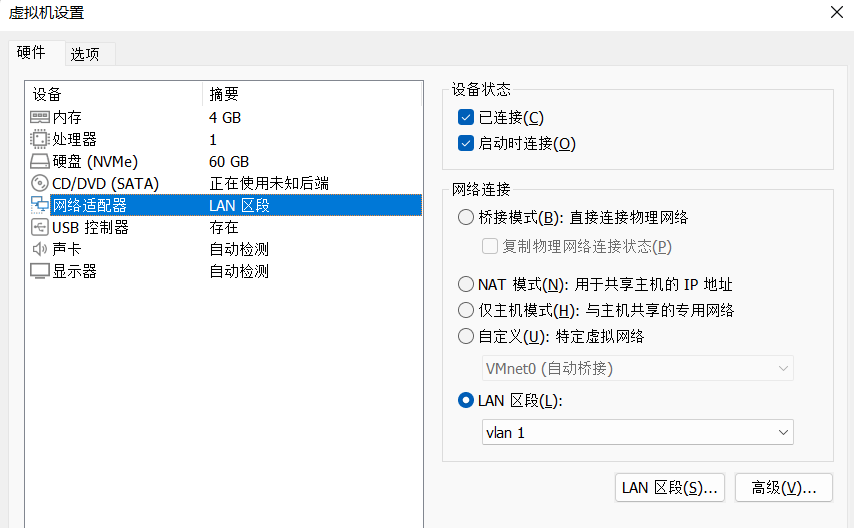 虚拟机设置
硬件 选项
设备 摘要
内存 4 GB
处理器 1
硬盘 (NVMe) 60 GB
CD/DVD (SATA) 正在使用未知后端
网络适配器 LAN 区段
USB 控制器 存在
声卡 自动检测
显示器 自动检测
设备状态
已连接(C)
启动时连接(O)
网络连接
桥接模式(B): 直接连接物理网络
复制物理网络连接状态(P)
NAT 模式(N): 用于共享主机的 IP 地址
仅主机模式(H): 与主机共享的专用网络
自定义(U): 特定虚拟网络
VMnet0 (自动桥接)
LAN 区段(L):
vlan 1
LAN 区段(S)... 高级(V)...